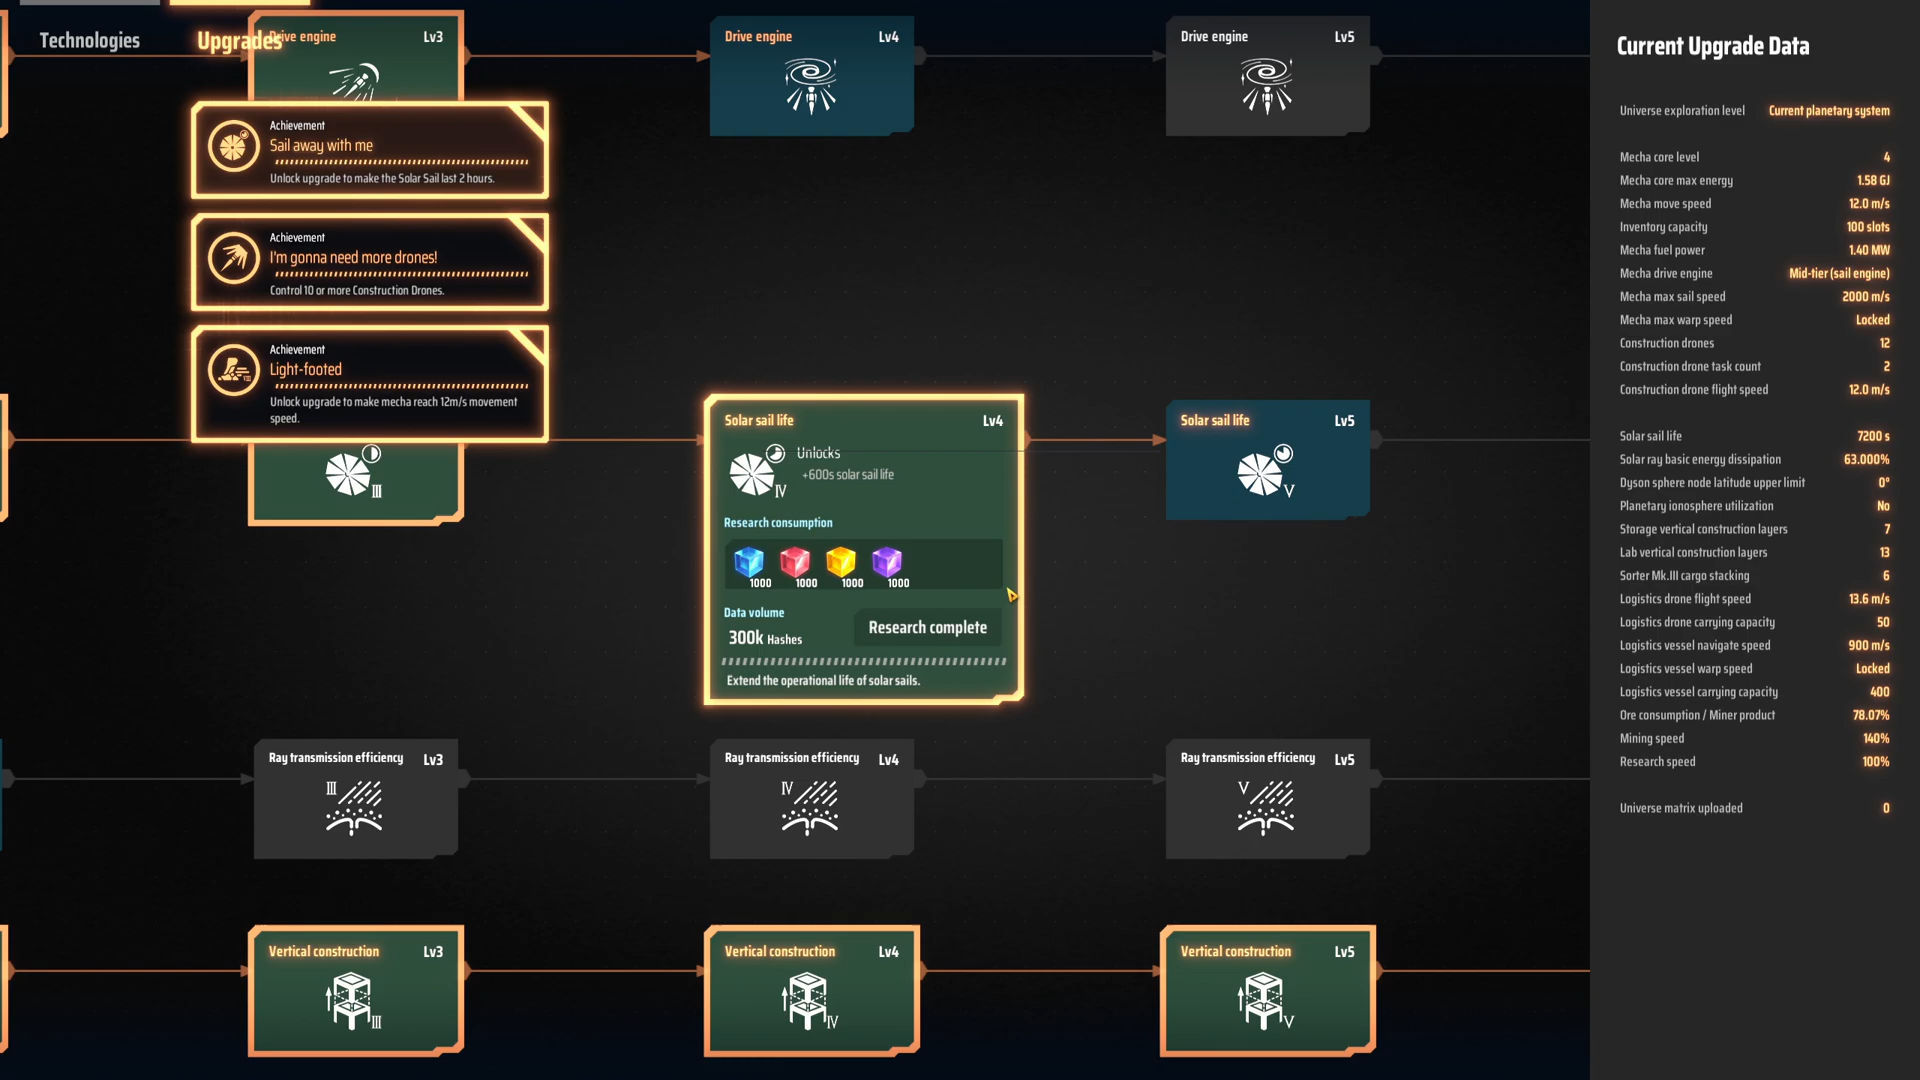 Technologies
Upgrades
Drive engine Lv3
Drive engine Lv4
Drive engine Lv5
Achievement
Sail away with me
Unlock upgrade to make the Solar Sail last 2 hours.
Achievement
I'm gonna need more drones!
Control 10 or more Construction Drones.
Achievement
Light-footed
Unlock upgrade to make mecha reach 12m/s movement
speed.
III
Solar sail life Lv4
Unlocks
+600s solar sail life
IV
Research consumption
1000 1000 1000 1000
Data volume
300k Hashes
Research complete
Extend the operational life of solar sails.
Solar sail life Lv5
V
Ray transmission efficiency Lv3
III
Ray transmission efficiency Lv4
IV
Ray transmission efficiency Lv5
V
Vertical construction Lv3
III
Vertical construction Lv4
IV
Vertical construction Lv5
V
Current Upgrade Data
Universe exploration level Current planetary system
Mecha core level 4
Mecha core max energy 1.58 GJ
Mecha move speed 12.0 m/s
Inventory capacity 100 slots
Mecha fuel power 1.40 MW
Mecha drive engine Mid-tier (sail engine)
Mecha max sail speed 2000 m/s
Mecha max warp speed Locked
Construction drones 12
Construction drone task count 2
Construction drone flight speed 12.0 m/s
Solar sail life 7200 s
Solar ray basic energy dissipation 63.000%
Dyson sphere node latitude upper limit 0°
Planetary ionosphere utilization No
Storage vertical construction layers 7
Lab vertical construction layers 13
Sorter Mk.III cargo stacking 6
Logistics drone flight speed 13.6 m/s
Logistics drone carrying capacity 50
Logistics vessel navigate speed 900 m/s
Logistics vessel warp speed Locked
Logistics vessel carrying capacity 400
Ore consumption / Miner product 78.07%
Mining speed 140%
Research speed 100%
Universe matrix uploaded 0